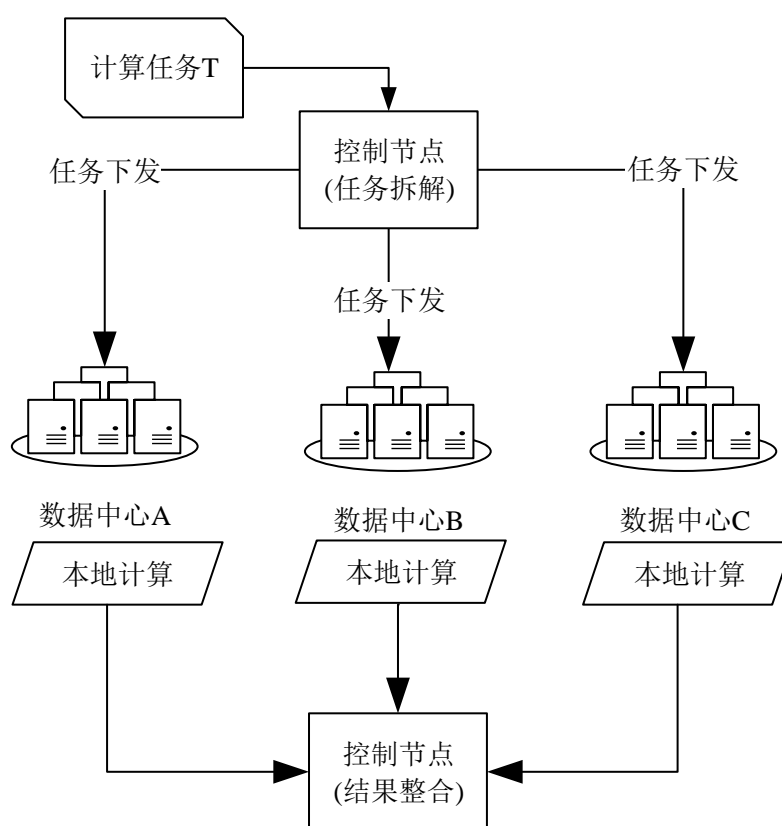 计算任务T
控制节点
(任务拆解)
任务下发
任务下发
任务下发
数据中心A
数据中心B
数据中心C
本地计算
本地计算
本地计算
控制节点
(结果整合)